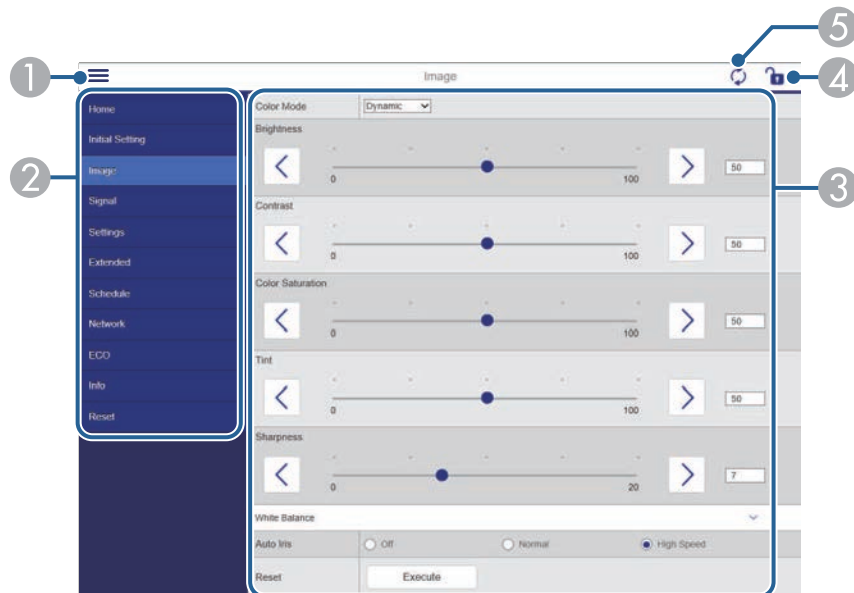 5
1
Image
4
Home
Initial Setting
Image
Signal
Settings
Extended
Schedule
Network
ECO
Info
Reset
2
3
Color Mode
Dynamic
Brightness
0
100
50
Contrast
0
100
50
Color Saturation
0
100
50
Tint
0
100
50
Sharpness
0
20
7
White Balance
Auto Iris
Off
Normal
High Speed
Reset
Execute